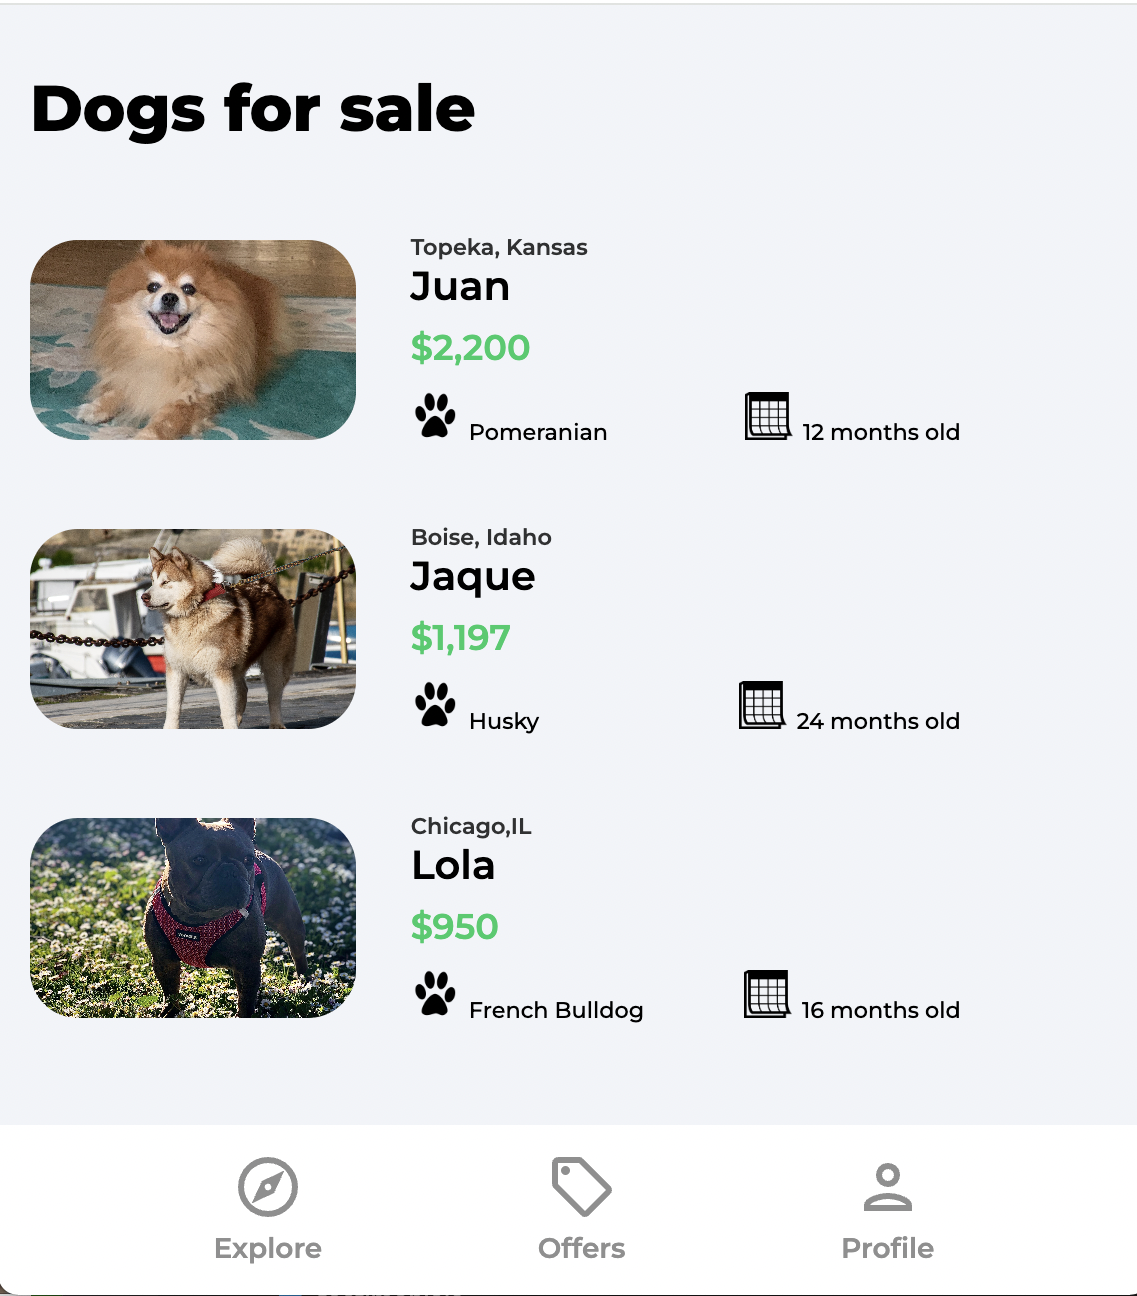 Dogs for sale
Topeka, Kansas
Juan
$2,200
Pomeranian 12 months old
Boise, Idaho
Jaque
$1,197
Husky 24 months old
Chicago,IL
Lola
$950
French Bulldog 16 months old
Explore Offers Profile